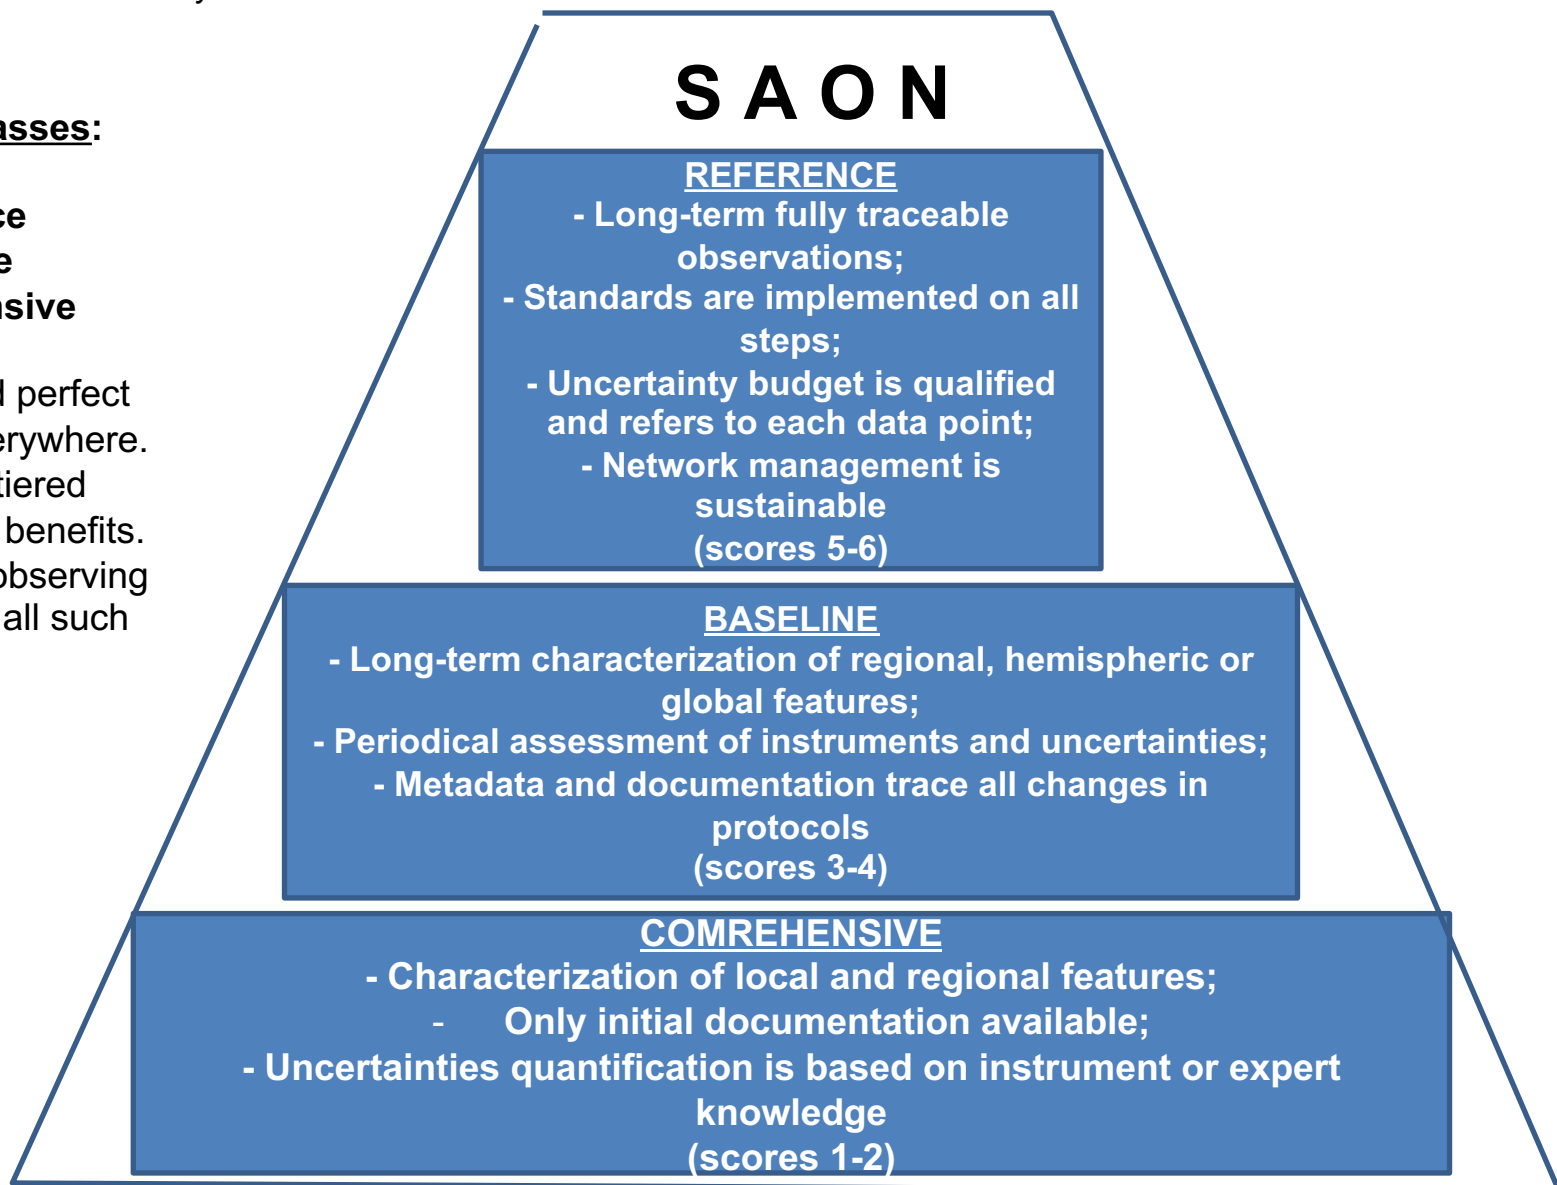 y
asses:
ce
e
nsive
d perfect
erywhere.
tiered
benefits.
observing
all such
S A O N
REFERENCE
- Long-term fully traceable
observations;
- Standards are implemented on all
steps;
- Uncertainty budget is qualified
and refers to each data point;
- Network management is
sustainable
(scores 5-6)
BASELINE
- Long-term characterization of regional, hemispheric or
global features;
- Periodical assessment of instruments and uncertainties;
- Metadata and documentation trace all changes in
protocols
(scores 3-4)
COMREHENSIVE
- Characterization of local and regional features;
- Only initial documentation available;
- Uncertainties quantification is based on instrument or expert
knowledge
(scores 1-2)